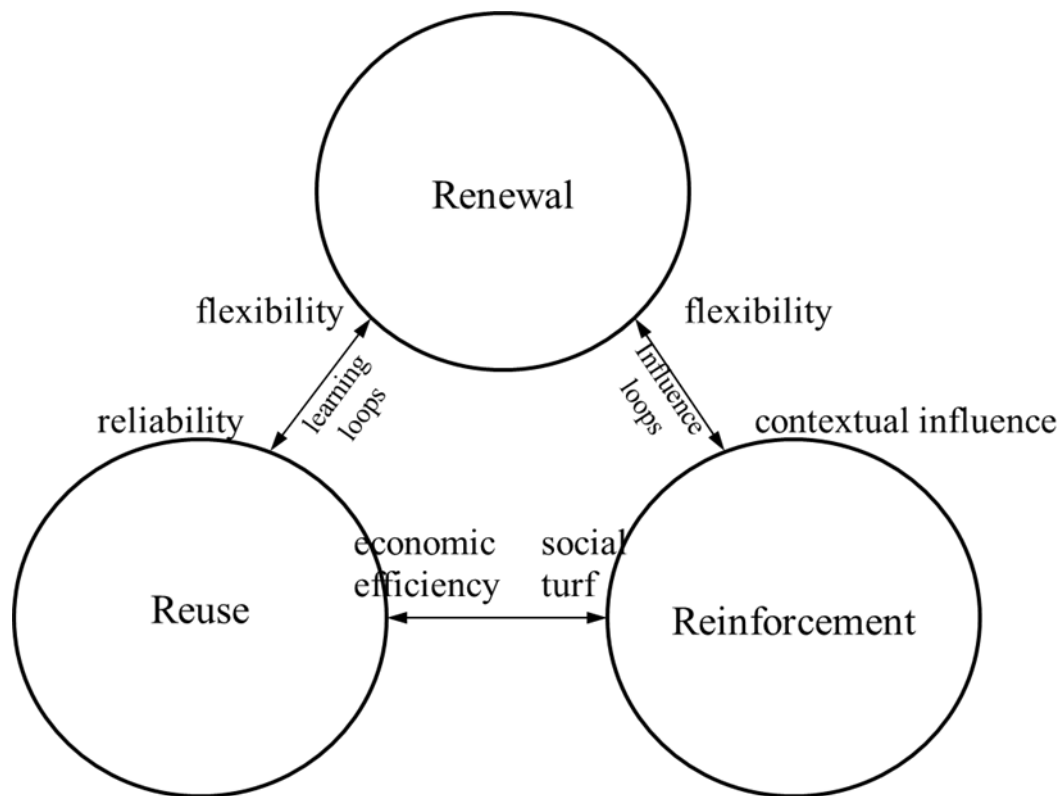 Renewal
flexibility
flexibility
learning
loops
Influence
loops
reliability
contextual influence
economic
efficiency
social
turf
Reuse
Reinforcement